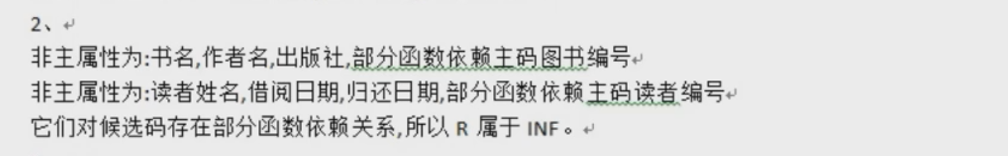 2、
非主属性为:书名,作者名,出版社,部分函数依赖主码图书编号
非主属性为:读者姓名,借阅日期,归还日期,部分函数依赖主码读者编号
它们对候选码存在部分函数依赖关系,所以 R 属于 INF。